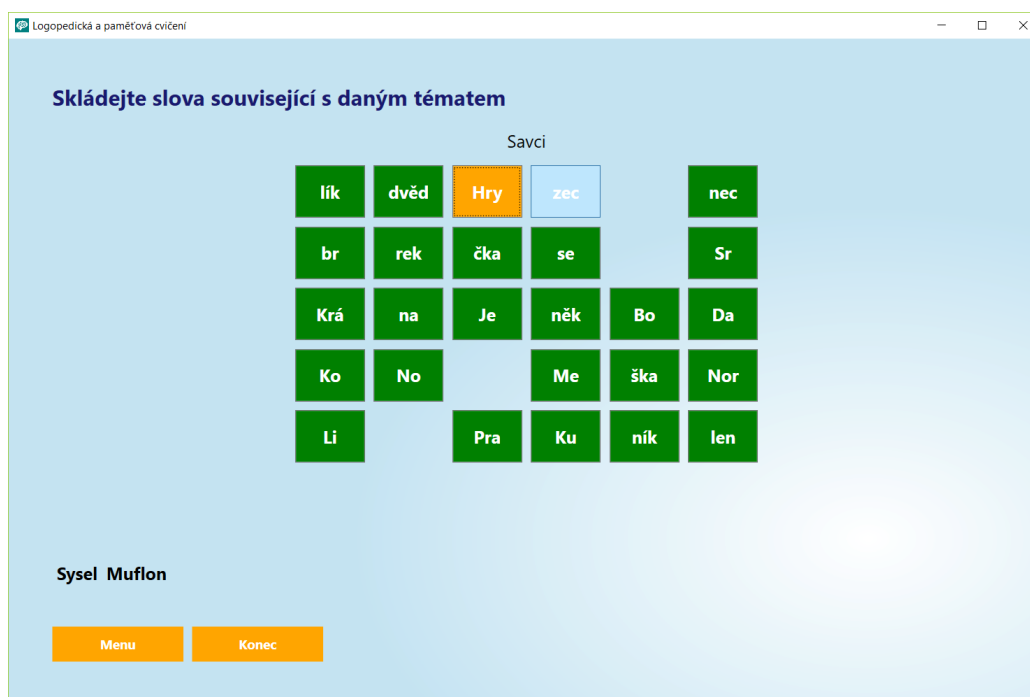 Logopedická a paměťová cvičení
Skládejte slova související s daným tématem
Savci
lík dvěd Hry zec nec
br rek čka se Sr
Krá na Je něk Bo Da
Ko No Me ška Nor
Li Pra Ku ník len
Sysel Muflon
Menu Konec